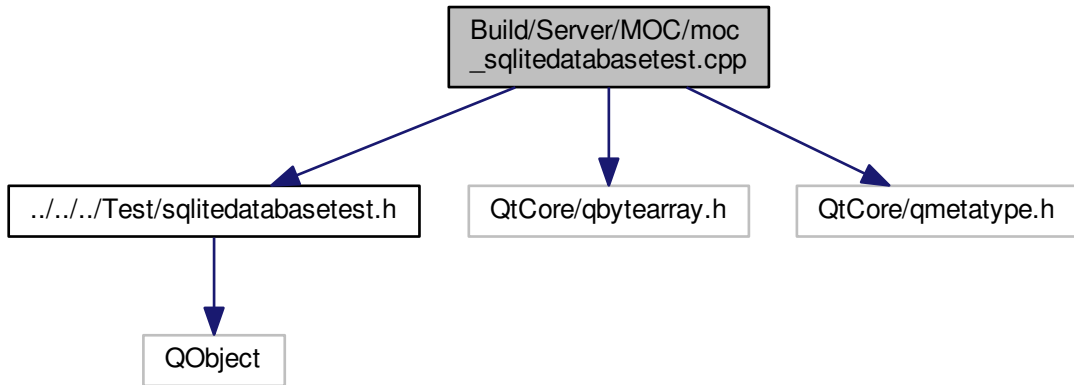 Build/Server/MOC/moc
_sqlitedatabasetest.cpp
../../../Test/sqlitedatabasetest.h
QtCore/qbytearray.h
QtCore/qmetatype.h
QObject